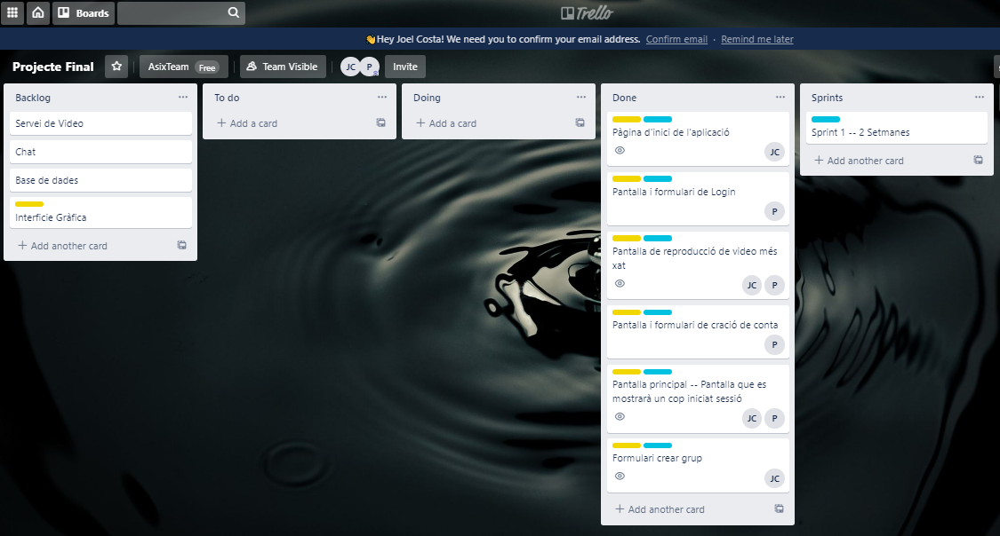 Boards
Trello
👋Hey Joel Costa! We need you to confirm your email address. Confirm email · Remind me later
Projecte Final
AsixTeam Free
Team Visible
JC P
Invite
Backlog
Servei de Vídeo
Chat
Base de dades
Interfície Gràfica
+ Add another card
To do
+ Add a card
Doing
+ Add a card
Done
Pàgina d'inici de l'aplicació
JC
Pantalla i formulari de Login
P
Pantalla de reproducció de video més
xat
JC P
Pantalla i formulari de cració de conta
P
Pantalla principal -- Pantalla que es
mostrarà un cop iniciat sessió
JC P
Formulari crear grup
JC
+ Add another card
Sprints
Sprint 1 -- 2 Setmanes
+ Add another card